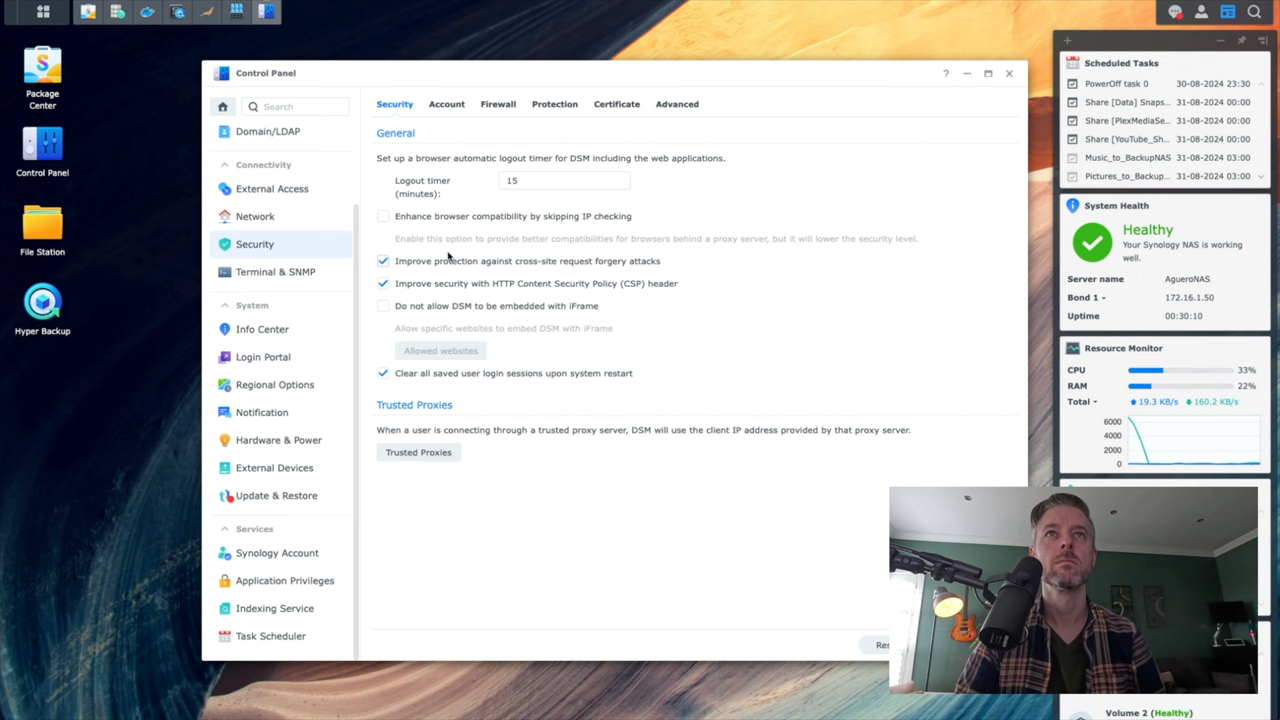 Package
Center
Control Panel
File Station
Hyper Backup
Control Panel
?
Search
Domain/LDAP
Connectivity
External Access
Network
Security
Terminal & SNMP
System
Info Center
Login Portal
Regional Options
Notification
Hardware & Power
External Devices
Update & Restore
Services
Synology Account
Application Privileges
Indexing Service
Task Scheduler
Security Account Firewall Protection Certificate Advanced
General
Set up a browser automatic logout timer for DSM including the web applications.
Logout timer
(minutes):
15
Enhance browser compatibility by skipping IP checking
Enable this option to provide better compatibilities for browsers behind a proxy server, but it will lower the security level.
Improve protection against cross-site request forgery attacks
Improve security with HTTP Content Security Policy (CSP) header
Do not allow DSM to be embedded with iFrame
Allow specific websites to embed DSM with iFrame
Allowed websites
Clear all saved user login sessions upon system restart
Trusted Proxies
When a user is connecting through a trusted proxy server, DSM will use the client IP address provided by that proxy server.
Trusted Proxies
Res
Scheduled Tasks
PowerOff task 0 30-08-2024 23:30
Share [Data] Snaps... 31-08-2024 00:00
Share [PlexMediaSe... 31-08-2024 00:00
Share [YouTube_Sh... 31-08-2024 00:00
Music_to_BackupNAS 31-08-2024 03:00
Pictures_to_Backup... 31-08-2024 03:00
System Health
Healthy
Your Synology NAS is working
well.
Server name AgueroNAS
Bond 1 172.16.1.50
Uptime 00:30:10
Resource Monitor
CPU 33%
RAM 22%
Total 19.3 KB/s 160.2 KB/s
6000
4000
2000
0
Volume 2 (Healthy)